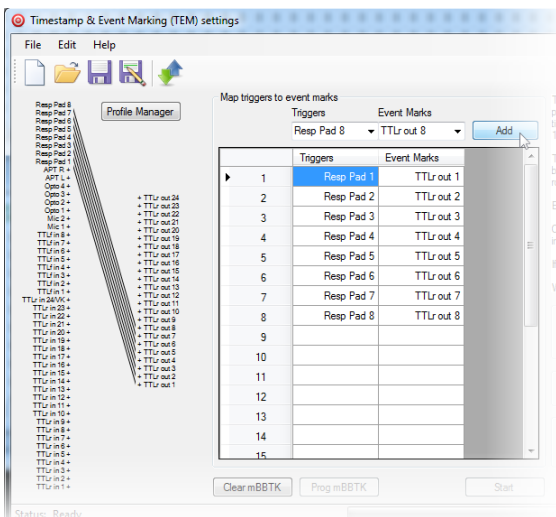 Timestamp & Event Marking (TEM) settings
File Edit Help
Profile Manager
Resp Pad 8
Resp Pad 7
Resp Pad 6
Resp Pad 5
Resp Pad 4
Resp Pad 3
Resp Pad 2
Resp Pad 1
APT R +
APT L +
Opto 4 +
Opto 3 +
Opto 2 +
Opto 1 +
Mic 2 +
Mic 1 +
TTLf in 8 +
TTLf in 7 +
TTLf in 6 +
TTLf in 5 +
TTLf in 4 +
TTLf in 3 +
TTLf in 2 +
TTLf in 1 +
TTLr in 24/VK +
TTLr in 23 +
TTLr in 22 +
TTLr in 21 +
TTLr in 20 +
TTLr in 19 +
TTLr in 18 +
TTLr in 17 +
TTLr in 16 +
TTLr in 15 +
TTLr in 14 +
TTLr in 13 +
TTLr in 12 +
TTLr in 11 +
TTLr in 10 +
TTLr in 9 +
TTLr in 8 +
TTLr in 7 +
TTLr in 6 +
TTLr in 5 +
TTLr in 4 +
TTLr in 3 +
TTLr in 2 +
TTLr in 1 +
+ TTLr out 24
+ TTLr out 23
+ TTLr out 22
+ TTLr out 21
+ TTLr out 20
+ TTLr out 19
+ TTLr out 18
+ TTLr out 17
+ TTLr out 16
+ TTLr out 15
+ TTLr out 14
+ TTLr out 13
+ TTLr out 12
+ TTLr out 11
+ TTLr out 10
+ TTLr out 9
+ TTLr out 8
+ TTLr out 7
+ TTLr out 6
+ TTLr out 5
+ TTLr out 4
+ TTLr out 3
+ TTLr out 2
+ TTLr out 1
Map triggers to event marks
Triggers Event Marks
Resp Pad 8 TTLr out 8 Add
Triggers Event Marks
1 Resp Pad 1 TTLr out 1
2 Resp Pad 2 TTLr out 2
3 Resp Pad 3 TTLr out 3
4 Resp Pad 4 TTLr out 4
5 Resp Pad 5 TTLr out 5
6 Resp Pad 6 TTLr out 6
7 Resp Pad 7 TTLr out 7
8 Resp Pad 8 TTLr out 8
9
10
11
12
13
14
15
Clear mBBTK Prog mBBTK Start
Status: Ready